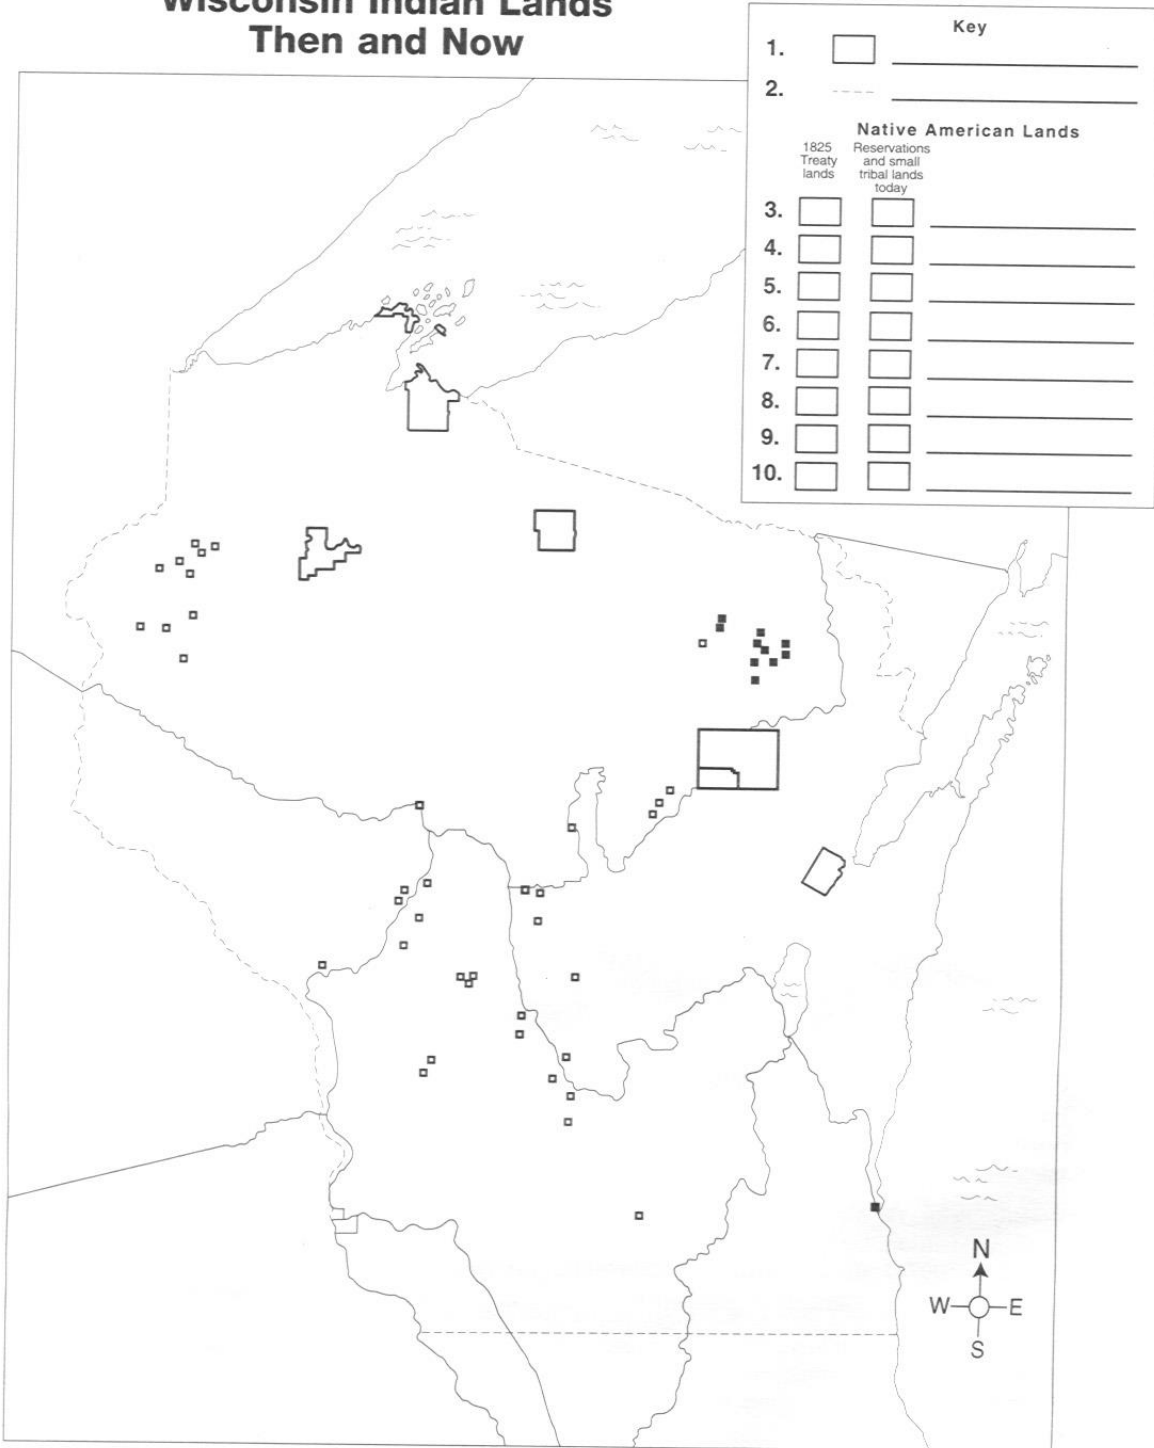 Wisconsin Indian Lands
Then and Now
Key
1.
2.
Native American Lands
1825
Treaty
lands
Reservations
and small
tribal lands
today
3.
4.
5.
6.
7.
8.
9.
10.
N
W
E
S